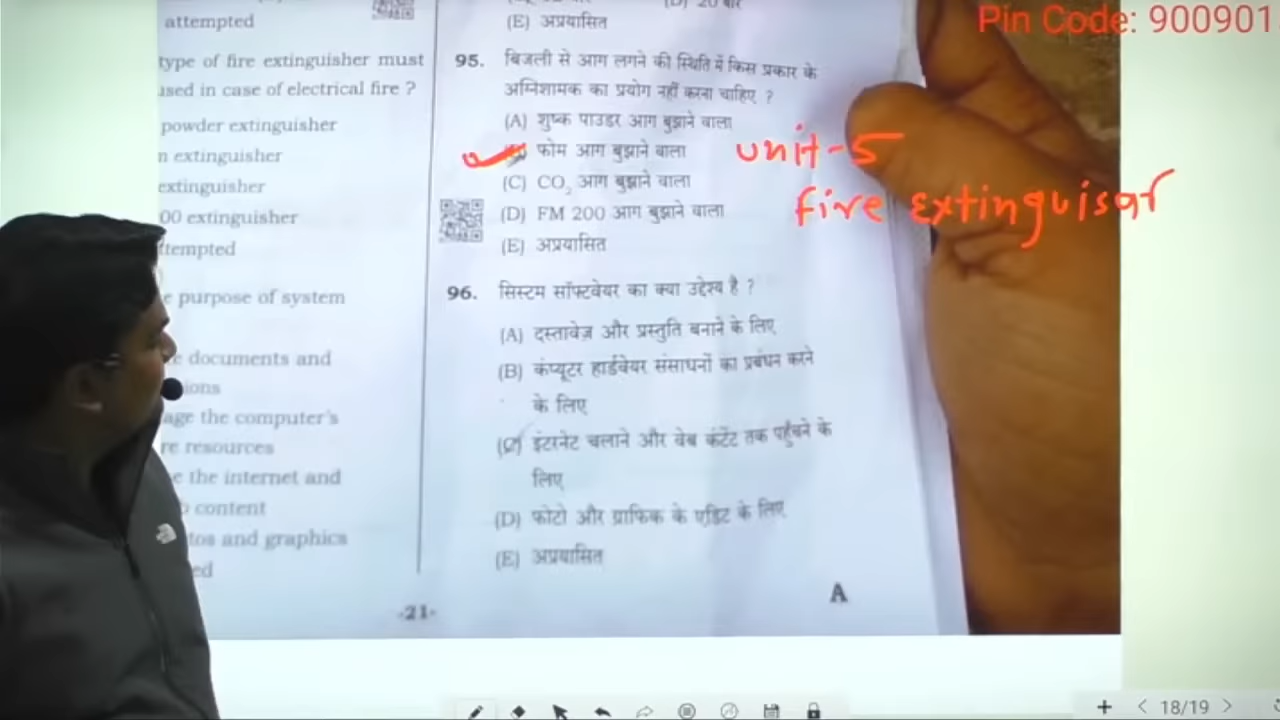 Pin Code: 900901
attempted
type of fire extinguisher must
used in case of electrical fire ?
powder extinguisher
n extinguisher
extinguisher
00 extinguisher
ttempted
e purpose of system
e documents and
ions
age the computer's
re resources
e the internet and
content
tos and graphics
ed
-21-
(E) अप्रयासित
95. बिजली से आग लगने की स्थिति में किस प्रकार के
अग्निशामक का प्रयोग नहीं करना चाहिए ?
(A) शुष्क पाउडर आग बुझाने वाला
फोम आग बुझाने वाला
(C) CO₂ आग बुझाने वाला
(D) FM 200 आग बुझाने वाला
(E) अप्रयासित
unit-5
fire extinguisar
96. सिस्टम सॉफ्टवेयर का क्या उद्देश्य है ?
(A) दस्तावेज़ और प्रस्तुति बनाने के लिए
(B) कंप्यूटर हार्डवेयर संसाधनों का प्रबंधन करने
के लिए
(C) इंटरनेट चलाने और वेब कंटेंट तक पहुँचने के
लिए
(D) फोटो और ग्राफिक के एडिट के लिए
(E) अप्रयासित
A
18/19